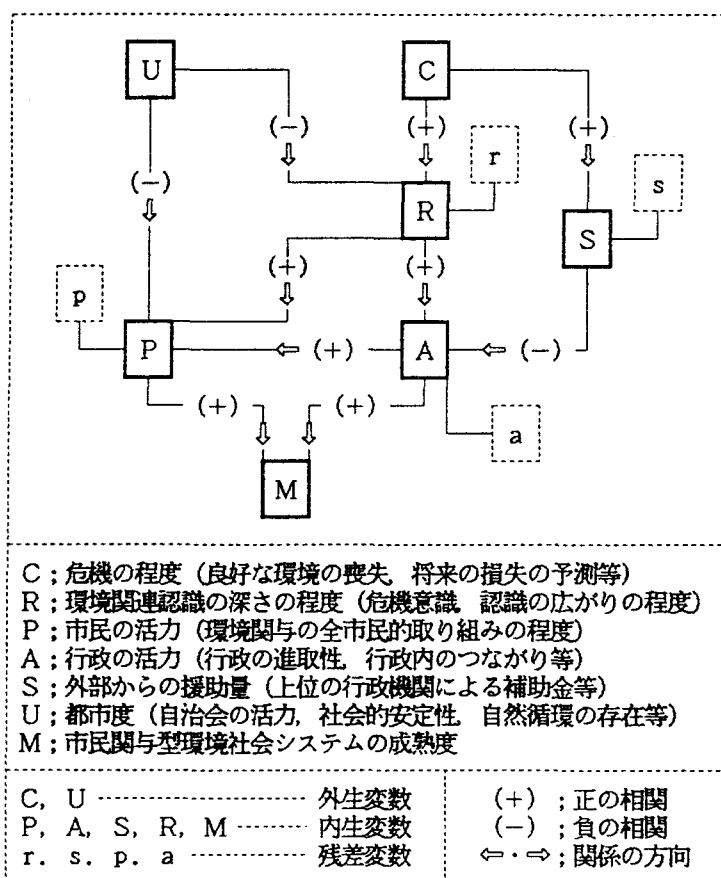 U
C
(－)
(＋)
(＋)
r
s
(－)
R
S
(＋)
(＋)
p
P
(＋)
A
(－)
(＋)
(＋)
a
M
C；危機の程度（良好な環境の喪失，将来の損失の予測等）
R；環境関連認識の深さの程度（危機意識，認識の広がりの程度）
P；市民の活力（環境関与の全市民的取り組みの程度）
A；行政の活力（行政の進取性，行政内のつながり等）
S；外部からの援助量（上位の行政機関による補助金等）
U；都市度（自治会の活力，社会的安定性，自然循環の存在等）
M；市民関与型環境社会システムの成熟度
C，U ………………… 外生変数
P，A，S，R，M ……… 内生変数
r．s．p．a ……………… 残差変数
（＋）；正の相関
（－）；負の相関
⇦・⇨；関係の方向